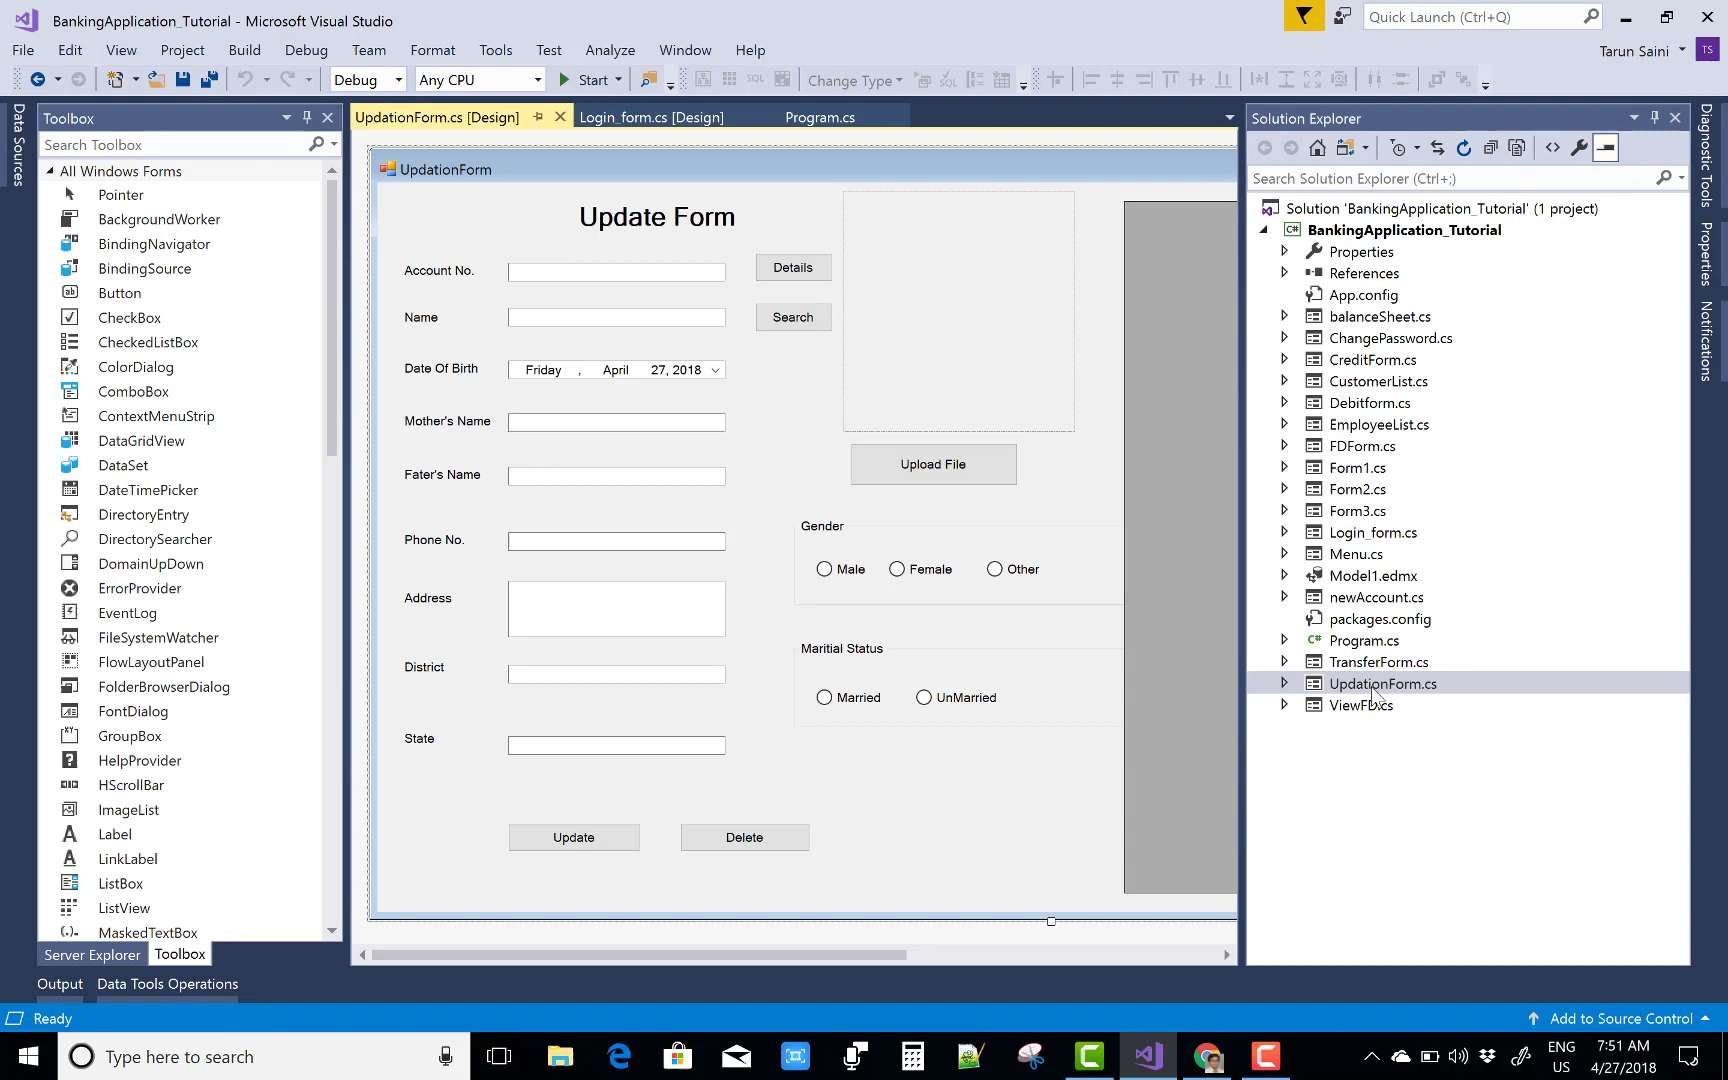 BankingApplication_Tutorial - Microsoft Visual Studio
Quick Launch (Ctrl+Q)
File Edit View Project Build Debug Team Format Tools Test Analyze Window Help
Tarun Saini TS
Debug Any CPU Start SQL Change Type
Data Sources
Toolbox
Search Toolbox
All Windows Forms
Pointer
BackgroundWorker
BindingNavigator
BindingSource
Button
CheckBox
CheckedListBox
ColorDialog
ComboBox
ContextMenuStrip
DataGridView
DataSet
DateTimePicker
DirectoryEntry
DirectorySearcher
DomainUpDown
ErrorProvider
EventLog
FileSystemWatcher
FlowLayoutPanel
FolderBrowserDialog
FontDialog
GroupBox
HelpProvider
HScrollBar
ImageList
Label
LinkLabel
ListBox
ListView
MaskedTextBox
Server Explorer Toolbox
Output Data Tools Operations
UpdationForm.cs [Design] Login_form.cs [Design] Program.cs
UpdationForm
Update Form
Account No.
Details
Name
Search
Date Of Birth
Friday , April 27, 2018
Mother's Name
Fater's Name
Upload File
Phone No.
Gender
Male Female Other
Address
Maritial Status
District
Married UnMarried
State
Update Delete
Solution Explorer
Search Solution Explorer (Ctrl+;)
Solution 'BankingApplication_Tutorial' (1 project)
C# BankingApplication_Tutorial
Properties
References
App.config
balanceSheet.cs
ChangePassword.cs
CreditForm.cs
CustomerList.cs
Debitform.cs
EmployeeList.cs
FDForm.cs
Form1.cs
Form2.cs
Form3.cs
Login_form.cs
Menu.cs
Model1.edmx
newAccount.cs
packages.config
C# Program.cs
TransferForm.cs
UpdationForm.cs
ViewFD.cs
Diagnostic Tools
Properties
Notifications
Ready
Add to Source Control
Type here to search
ENG
US
7:51 AM
4/27/2018